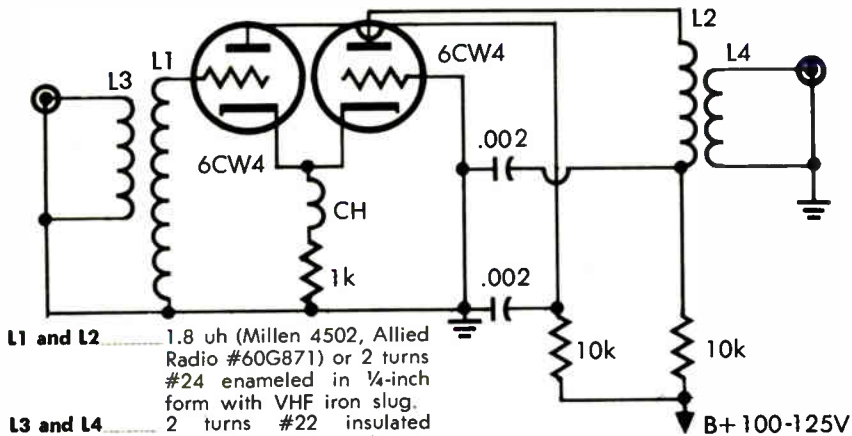 L2
L1
L3
6CW4
L4
6CW4
.002
CH
1k
.002
10k
10k
B+ 100-125V
L1 and L2 1.8 uh (Millen 4502, Allied
Radio #60G871) or 2 turns
#24 enameled in ¼-inch
form with VHF iron slug.
L3 and L4 2 turns #22 insulated